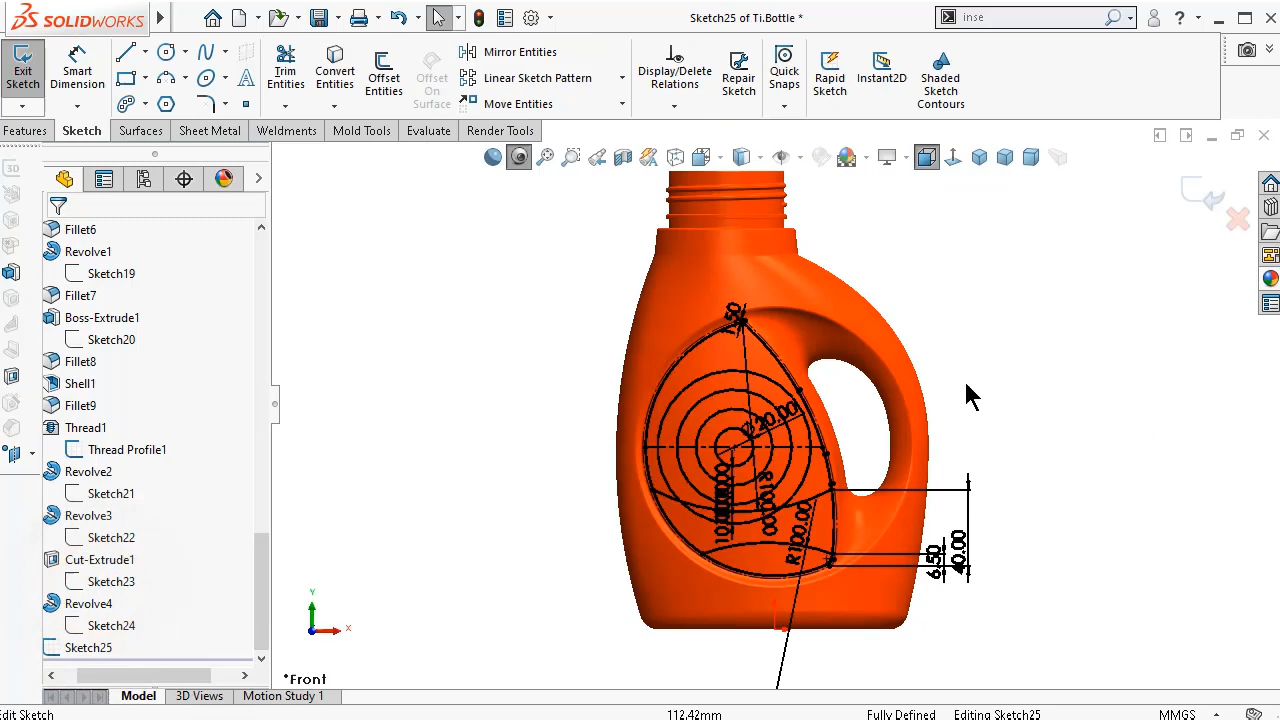 SOLIDWORKS
Sketch23 of Ti.Bottle *
inse
Exit Sketch
Smart Dimension
Trim Entities
Convert Entities
Offset Entities
Offset On Surface
Mirror Entities
Linear Sketch Pattern
Move Entities
Display/Delete Relations
Repair Sketch
Quick Snaps
Rapid Sketch
Instant2D
Shaded Sketch Contours
Features
Sketch
Surfaces
Sheet Metal
Weldments
Mold Tools
Evaluate
Render Tools
Fillet6
Revolve1
Sketch19
Fillet7
Boss-Extrude1
Sketch20
Fillet8
Shell1
Fillet9
Thread1
Thread Profile1
Revolve2
Sketch21
Revolve3
Sketch22
Cut-Extrude1
Sketch23
Revolve4
Sketch24
Sketch25
20.00
R100.00
R100.00
6.50
40.00
Y
X
*Front
Model
3D Views
Motion Study 1
Edit Sketch
112.42mm
Fully Defined
Editing Sketch25
MMGS